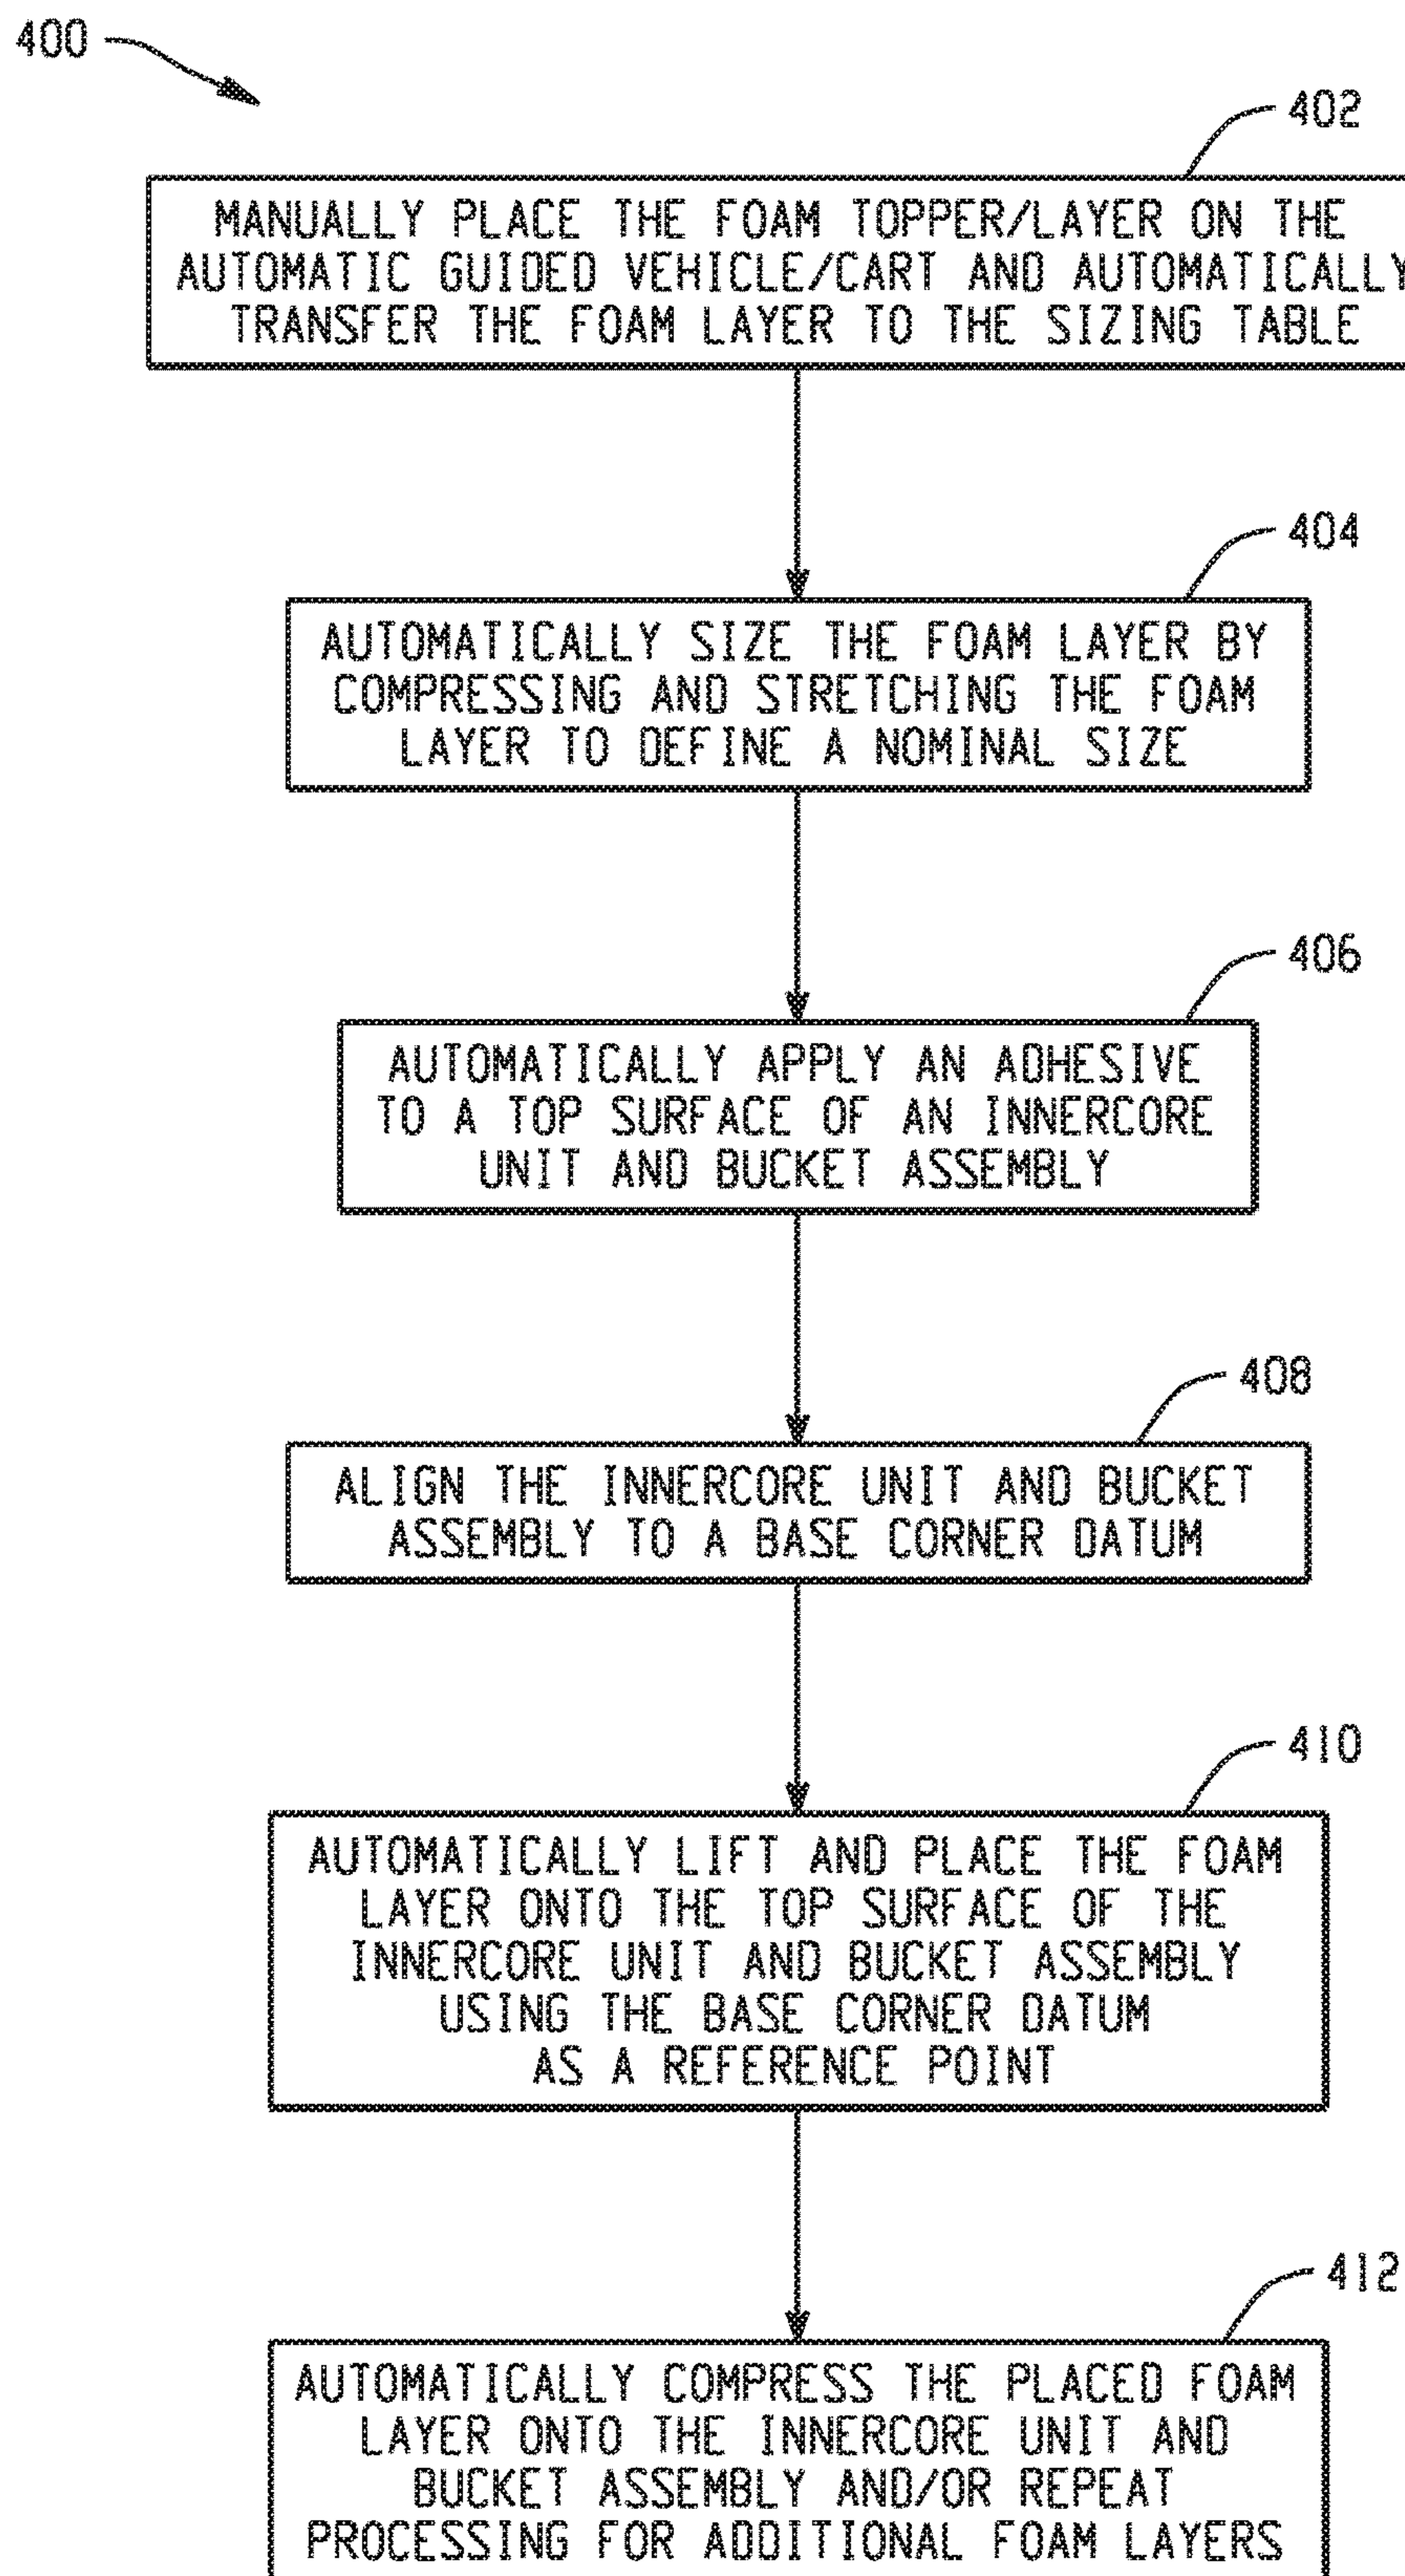 400
402
MANUALLY PLACE THE FOAM TOPPER/LAYER ON THE
AUTOMATIC GUIDED VEHICLE/CART AND AUTOMATICALLY
TRANSFER THE FOAM LAYER TO THE SIZING TABLE
404
AUTOMATICALLY SIZE THE FOAM LAYER BY
COMPRESSING AND STRETCHING THE FOAM
LAYER TO DEFINE A NOMINAL SIZE
406
AUTOMATICALLY APPLY AN ADHESIVE
TO A TOP SURFACE OF AN INNERCORE
UNIT AND BUCKET ASSEMBLY
408
ALIGN THE INNERCORE UNIT AND BUCKET
ASSEMBLY TO A BASE CORNER DATUM
410
AUTOMATICALLY LIFT AND PLACE THE FOAM
LAYER ONTO THE TOP SURFACE OF THE
INNERCORE UNIT AND BUCKET ASSEMBLY
USING THE BASE CORNER DATUM
AS A REFERENCE POINT
412
AUTOMATICALLY COMPRESS THE PLACED FOAM
LAYER ONTO THE INNERCORE UNIT AND
BUCKET ASSEMBLY AND/OR REPEAT
PROCESSING FOR ADDITIONAL FOAM LAYERS